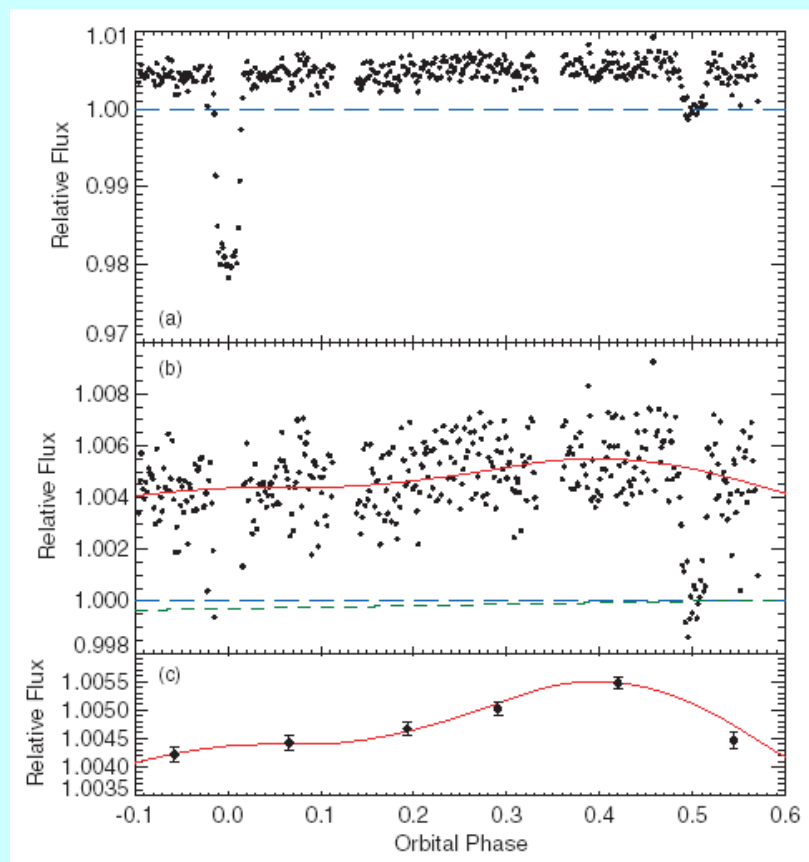 1.01
1.00
0.99
0.98
0.97
Relative Flux
(a)
(b)
1.008
1.006
1.004
1.002
1.000
0.998
Relative Flux
(c)
1.0055
1.0050
1.0045
1.0040
1.0035
Relative Flux
-0.1 0.0 0.1 0.2 0.3 0.4 0.5 0.6
Orbital Phase